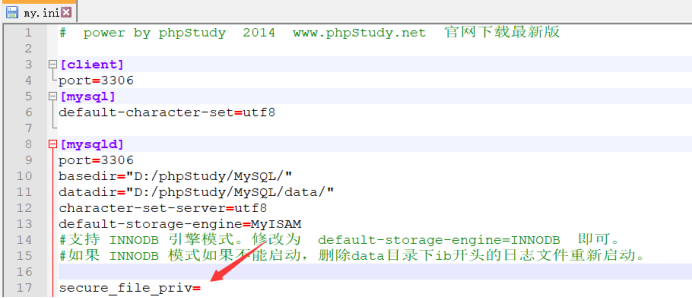 my.ini
1 # power by phpStudy 2014 www.phpStudy.net 官网下载最新版
2
3 [client]
4 port=3306
5 [mysql]
6 default-character-set=utf8
7
8 [mysqld]
9 port=3306
10 basedir="D:/phpStudy/MySQL/"
11 datadir="D:/phpStudy/MySQL/data/"
12 character-set-server=utf8
13 default-storage-engine=MyISAM
14 #支持 INNODB 引擎模式。修改为 default-storage-engine=INNODB 即可。
15 #如果 INNODB 模式如果不能启动，删除data目录下ib开头的日志文件重新启动。
16
17 secure_file_priv=